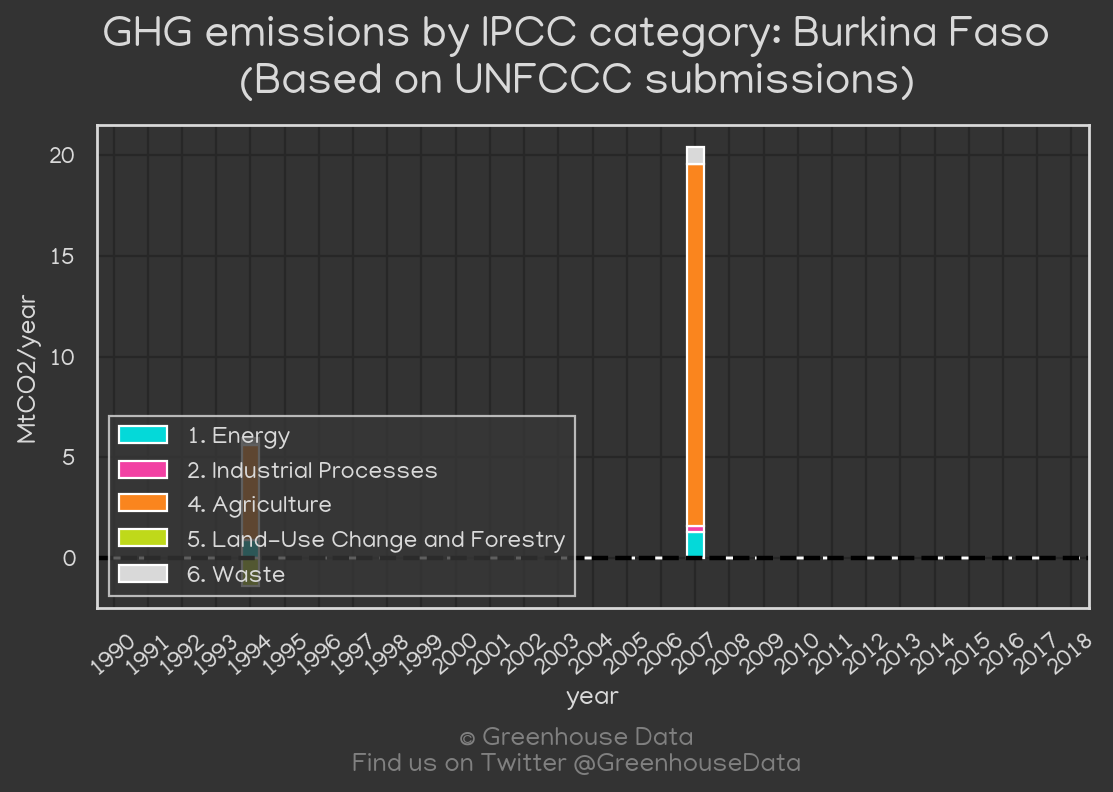 GHG emissions by IPCC category: Burkina Faso
(Based on UNFCCC submissions)
MtCO2/year
20
15
10
5
0
1. Energy
2. Industrial Processes
4. Agriculture
5. Land-Use Change and Forestry
6. Waste
1990 1991 1992 1993 1994 1995 1996 1997 1998 1999 2000 2001 2002 2003 2004 2005 2006 2007 2008 2009 2010 2011 2012 2013 2014 2015 2016 2017 2018
year
© Greenhouse Data
Find us on Twitter @GreenhouseData